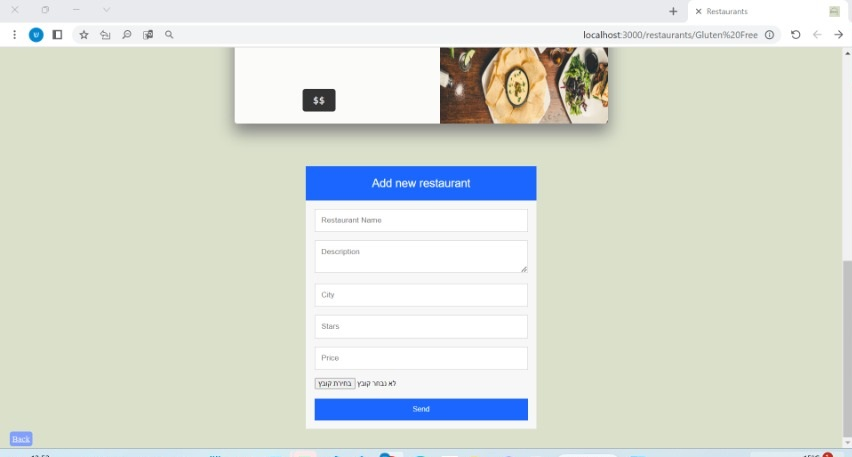 Restaurants
localhost:3000/restaurants/Gluten%20Free
$$
Add new restaurant
Restaurant Name
Description
City
Stars
Price
בחירת קובץ לא נבחר קובץ
Send
Back